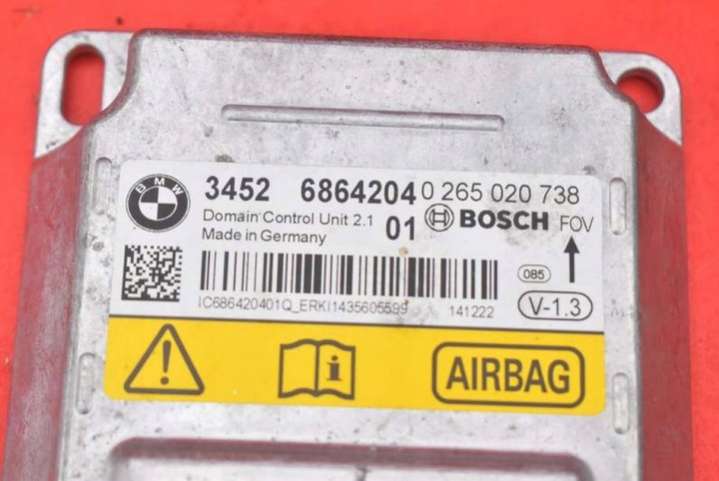 BMW
3452 6864204 0 265 020 738
Domain Control Unit 2.1 01 BOSCH FOV
Made in Germany
085
IC686420401Q_ERKI1435605599 141222 V-1.3
i AIRBAG